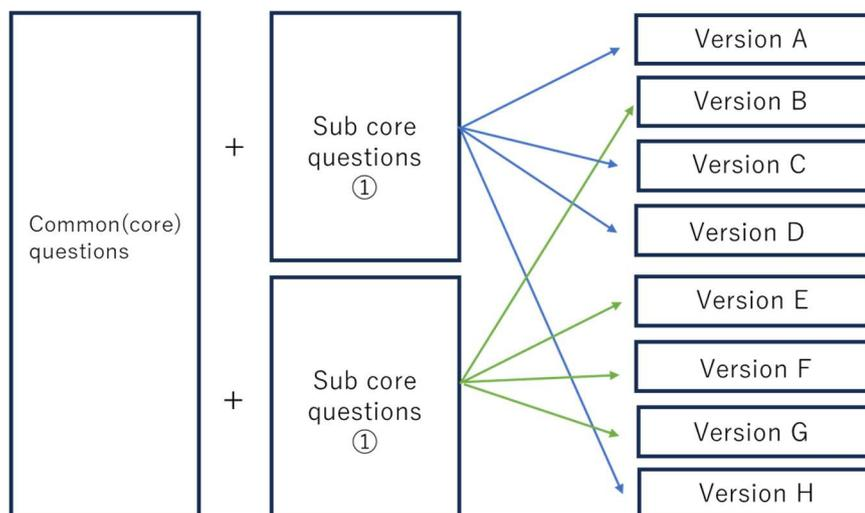 Common(core)
questions
+
Sub core
questions
①
+
Sub core
questions
①
Version A
Version B
Version C
Version D
Version E
Version F
Version G
Version H